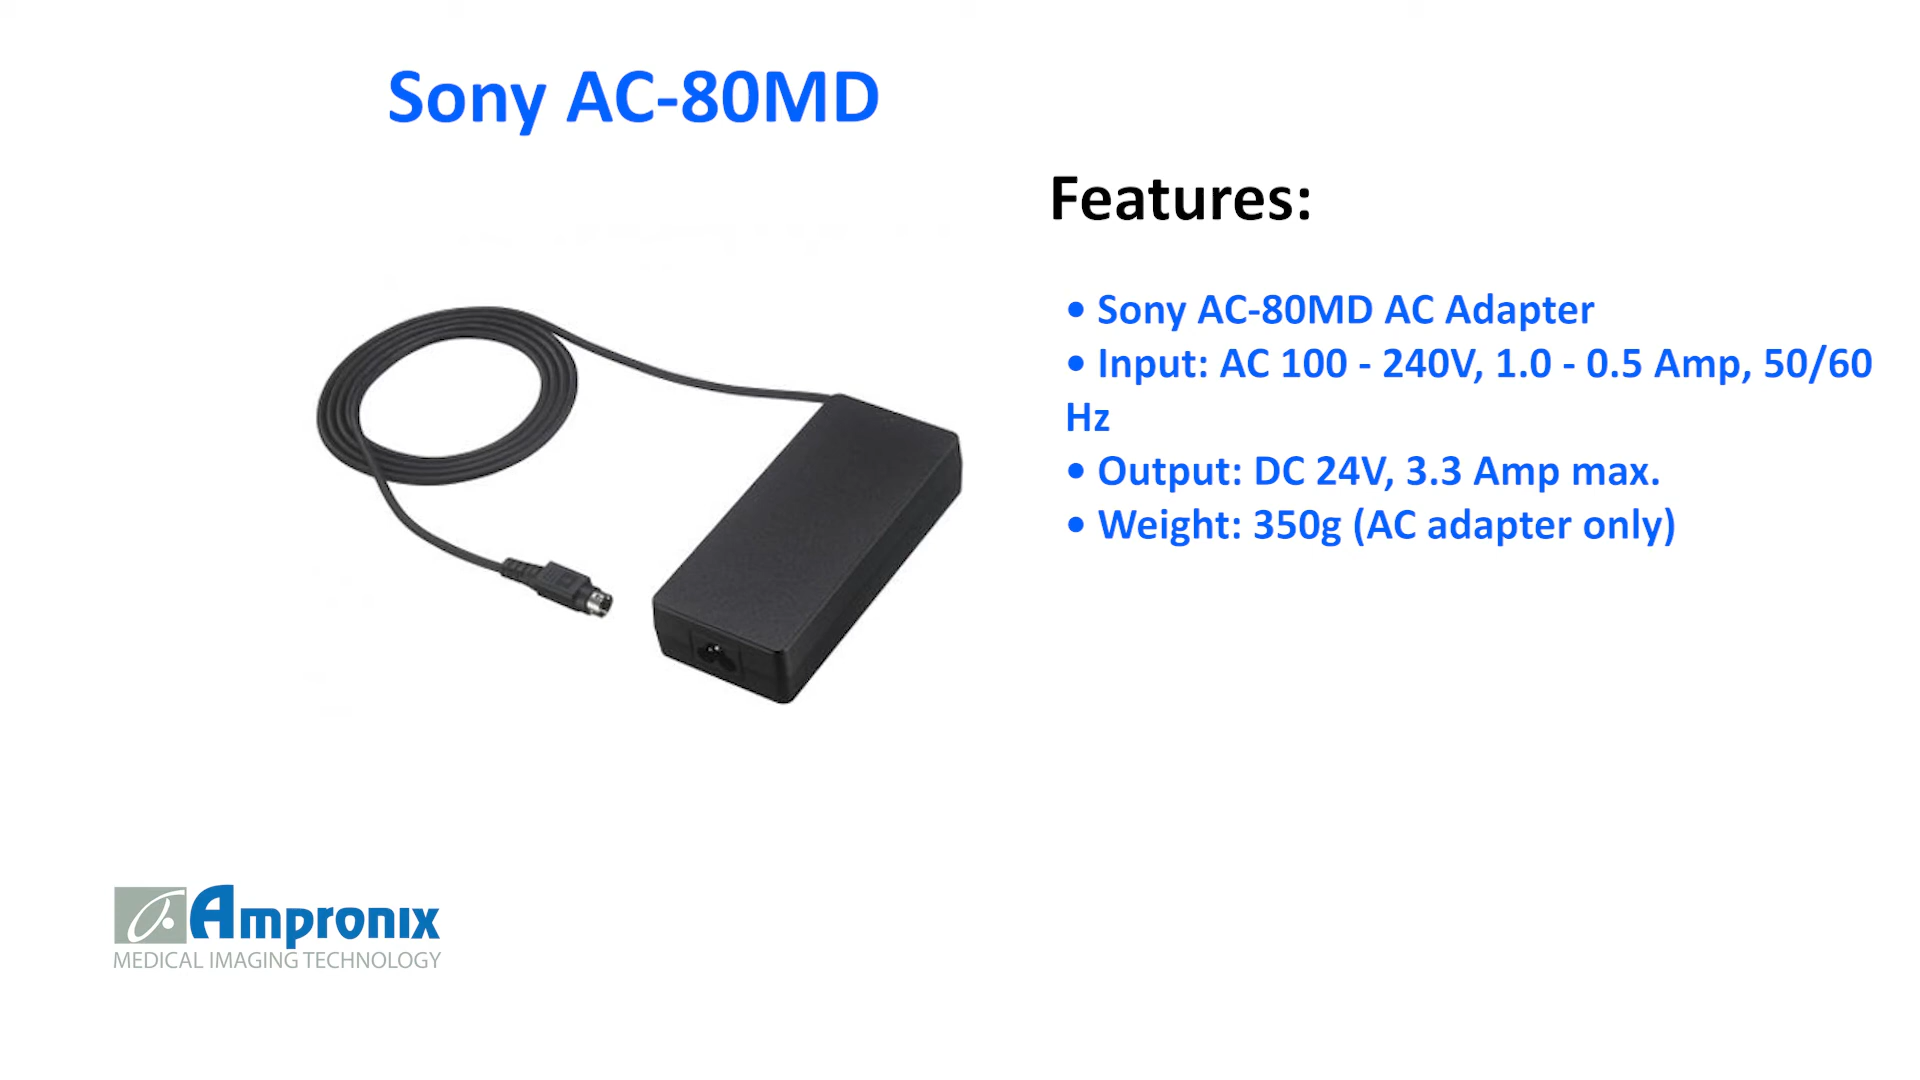 Sony AC-80MD
Features:
• Sony AC-80MD AC Adapter
• Input: AC 100 - 240V, 1.0 - 0.5 Amp, 50/60
Hz
• Output: DC 24V, 3.3 Amp max.
• Weight: 350g (AC adapter only)
Ampronix
MEDICAL IMAGING TECHNOLOGY